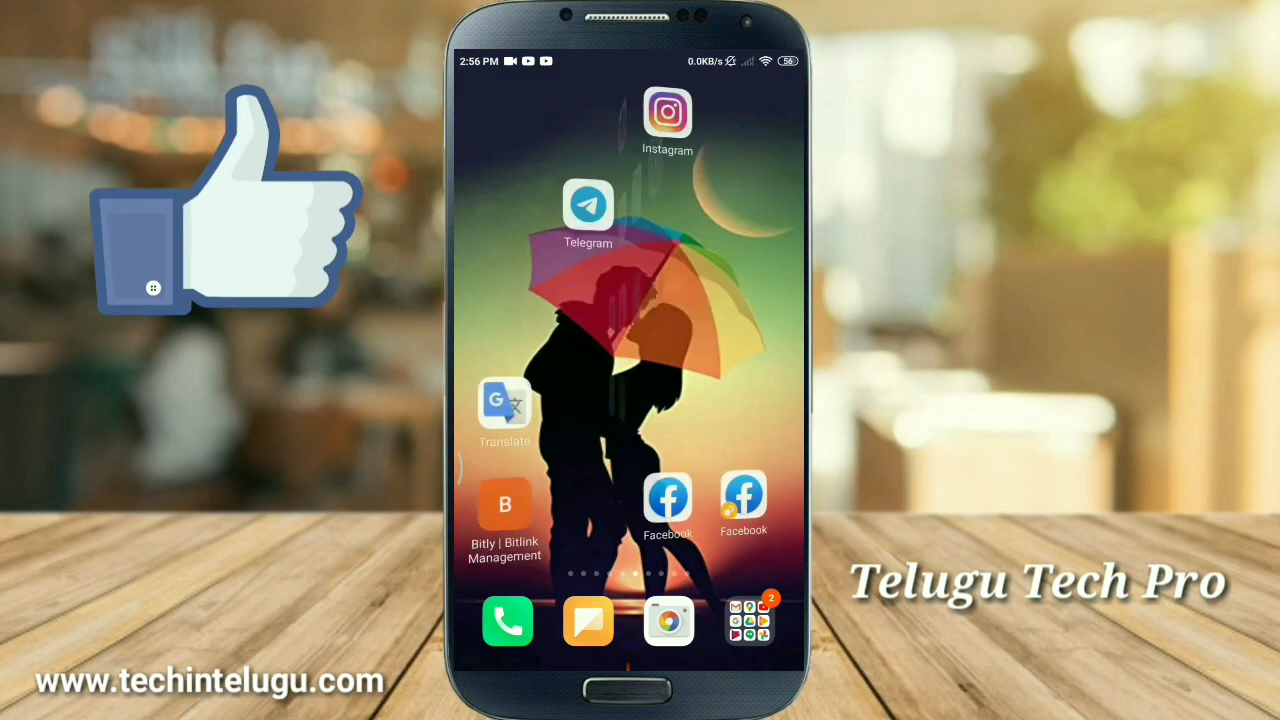 2:56 PM
0.0KB/s
56
Instagram
Telegram
G
Translate
B
Bitly | Bitlink
Management
Facebook
Facebook
2
Telugu Tech Pro
www.techintelugu.com